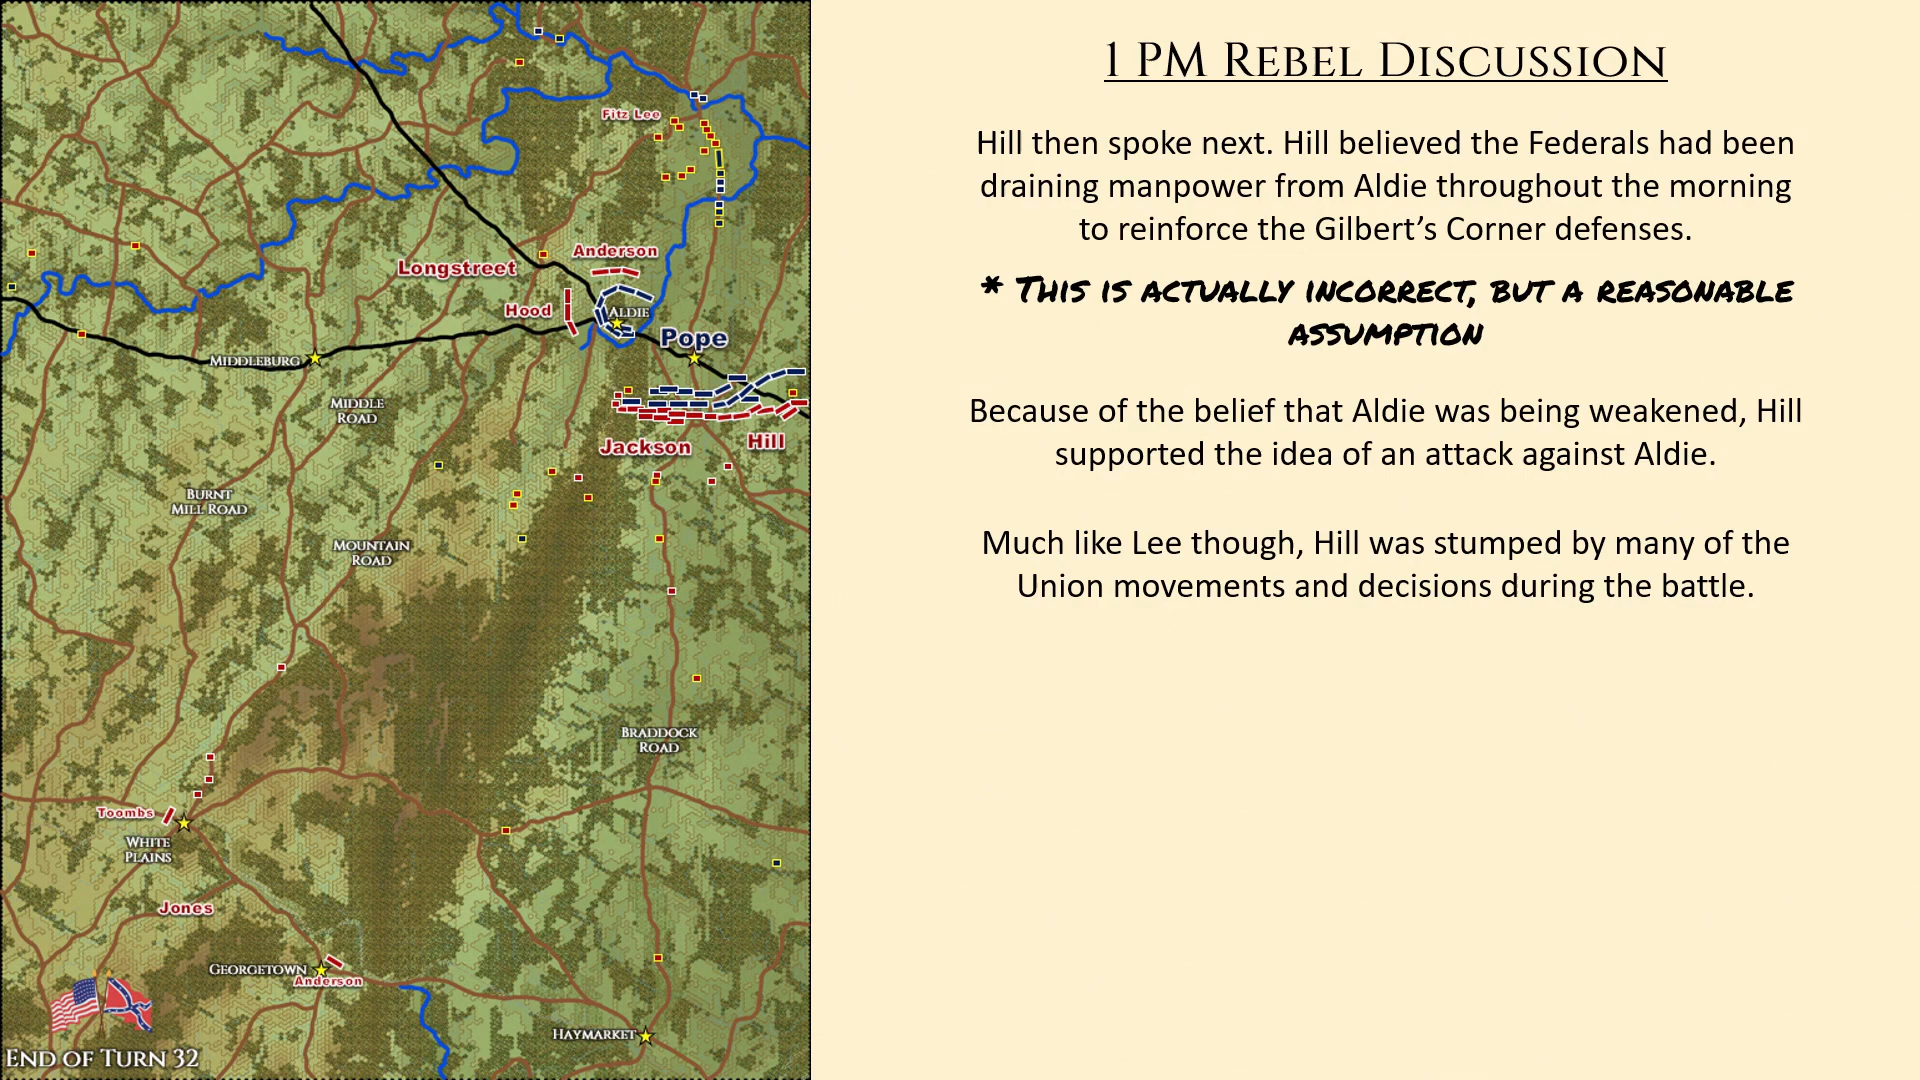 1 PM Rebel Discussion
Hill then spoke next. Hill believed the Federals had been
draining manpower from Aldie throughout the morning
to reinforce the Gilbert’s Corner defenses.
* This is actually incorrect, but a reasonable
assumption
Because of the belief that Aldie was being weakened, Hill
supported the idea of an attack against Aldie.
Much like Lee though, Hill was stumped by many of the
Union movements and decisions during the battle.
Fitz Lee
Anderson
Longstreet
Hood
Aldie
Pope
Middleburg
Middle
Road
Jackson
Hill
Burnt
Mill Road
Mountain
Road
Braddock
Road
Toombs
White
Plains
Jones
Georgetown
Anderson
Haymarket
End of Turn 32